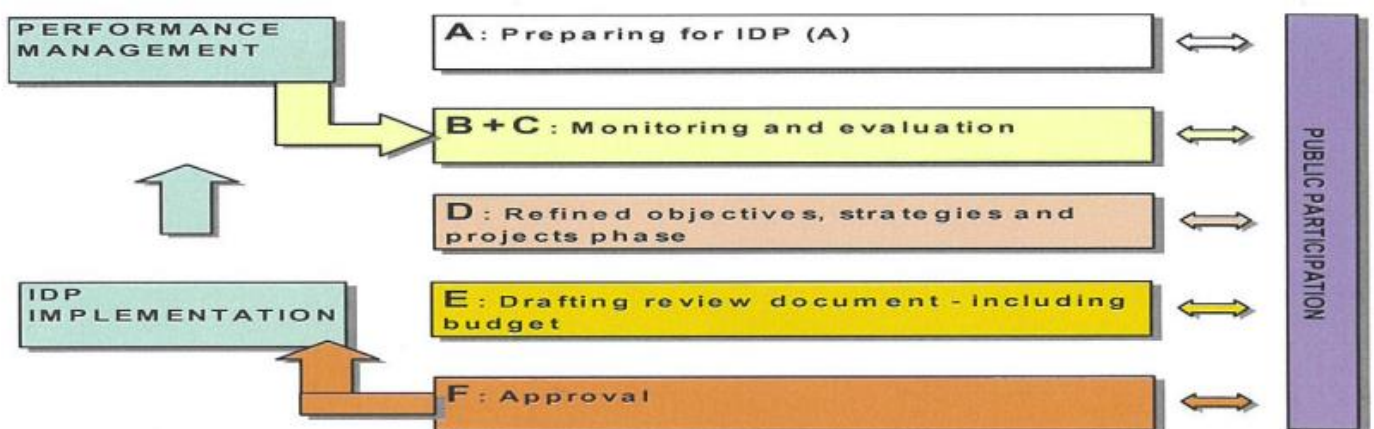 PERFORMANCE
MANAGEMENT
A: Preparing for IDP (A)
B + C: Monitoring and evaluation
D: Refined objectives, strategies and
projects phase
IDP
IMPLEMENTATION
E: Drafting review document - including
budget
F: Approval
PUBLIC PARTICIPATION